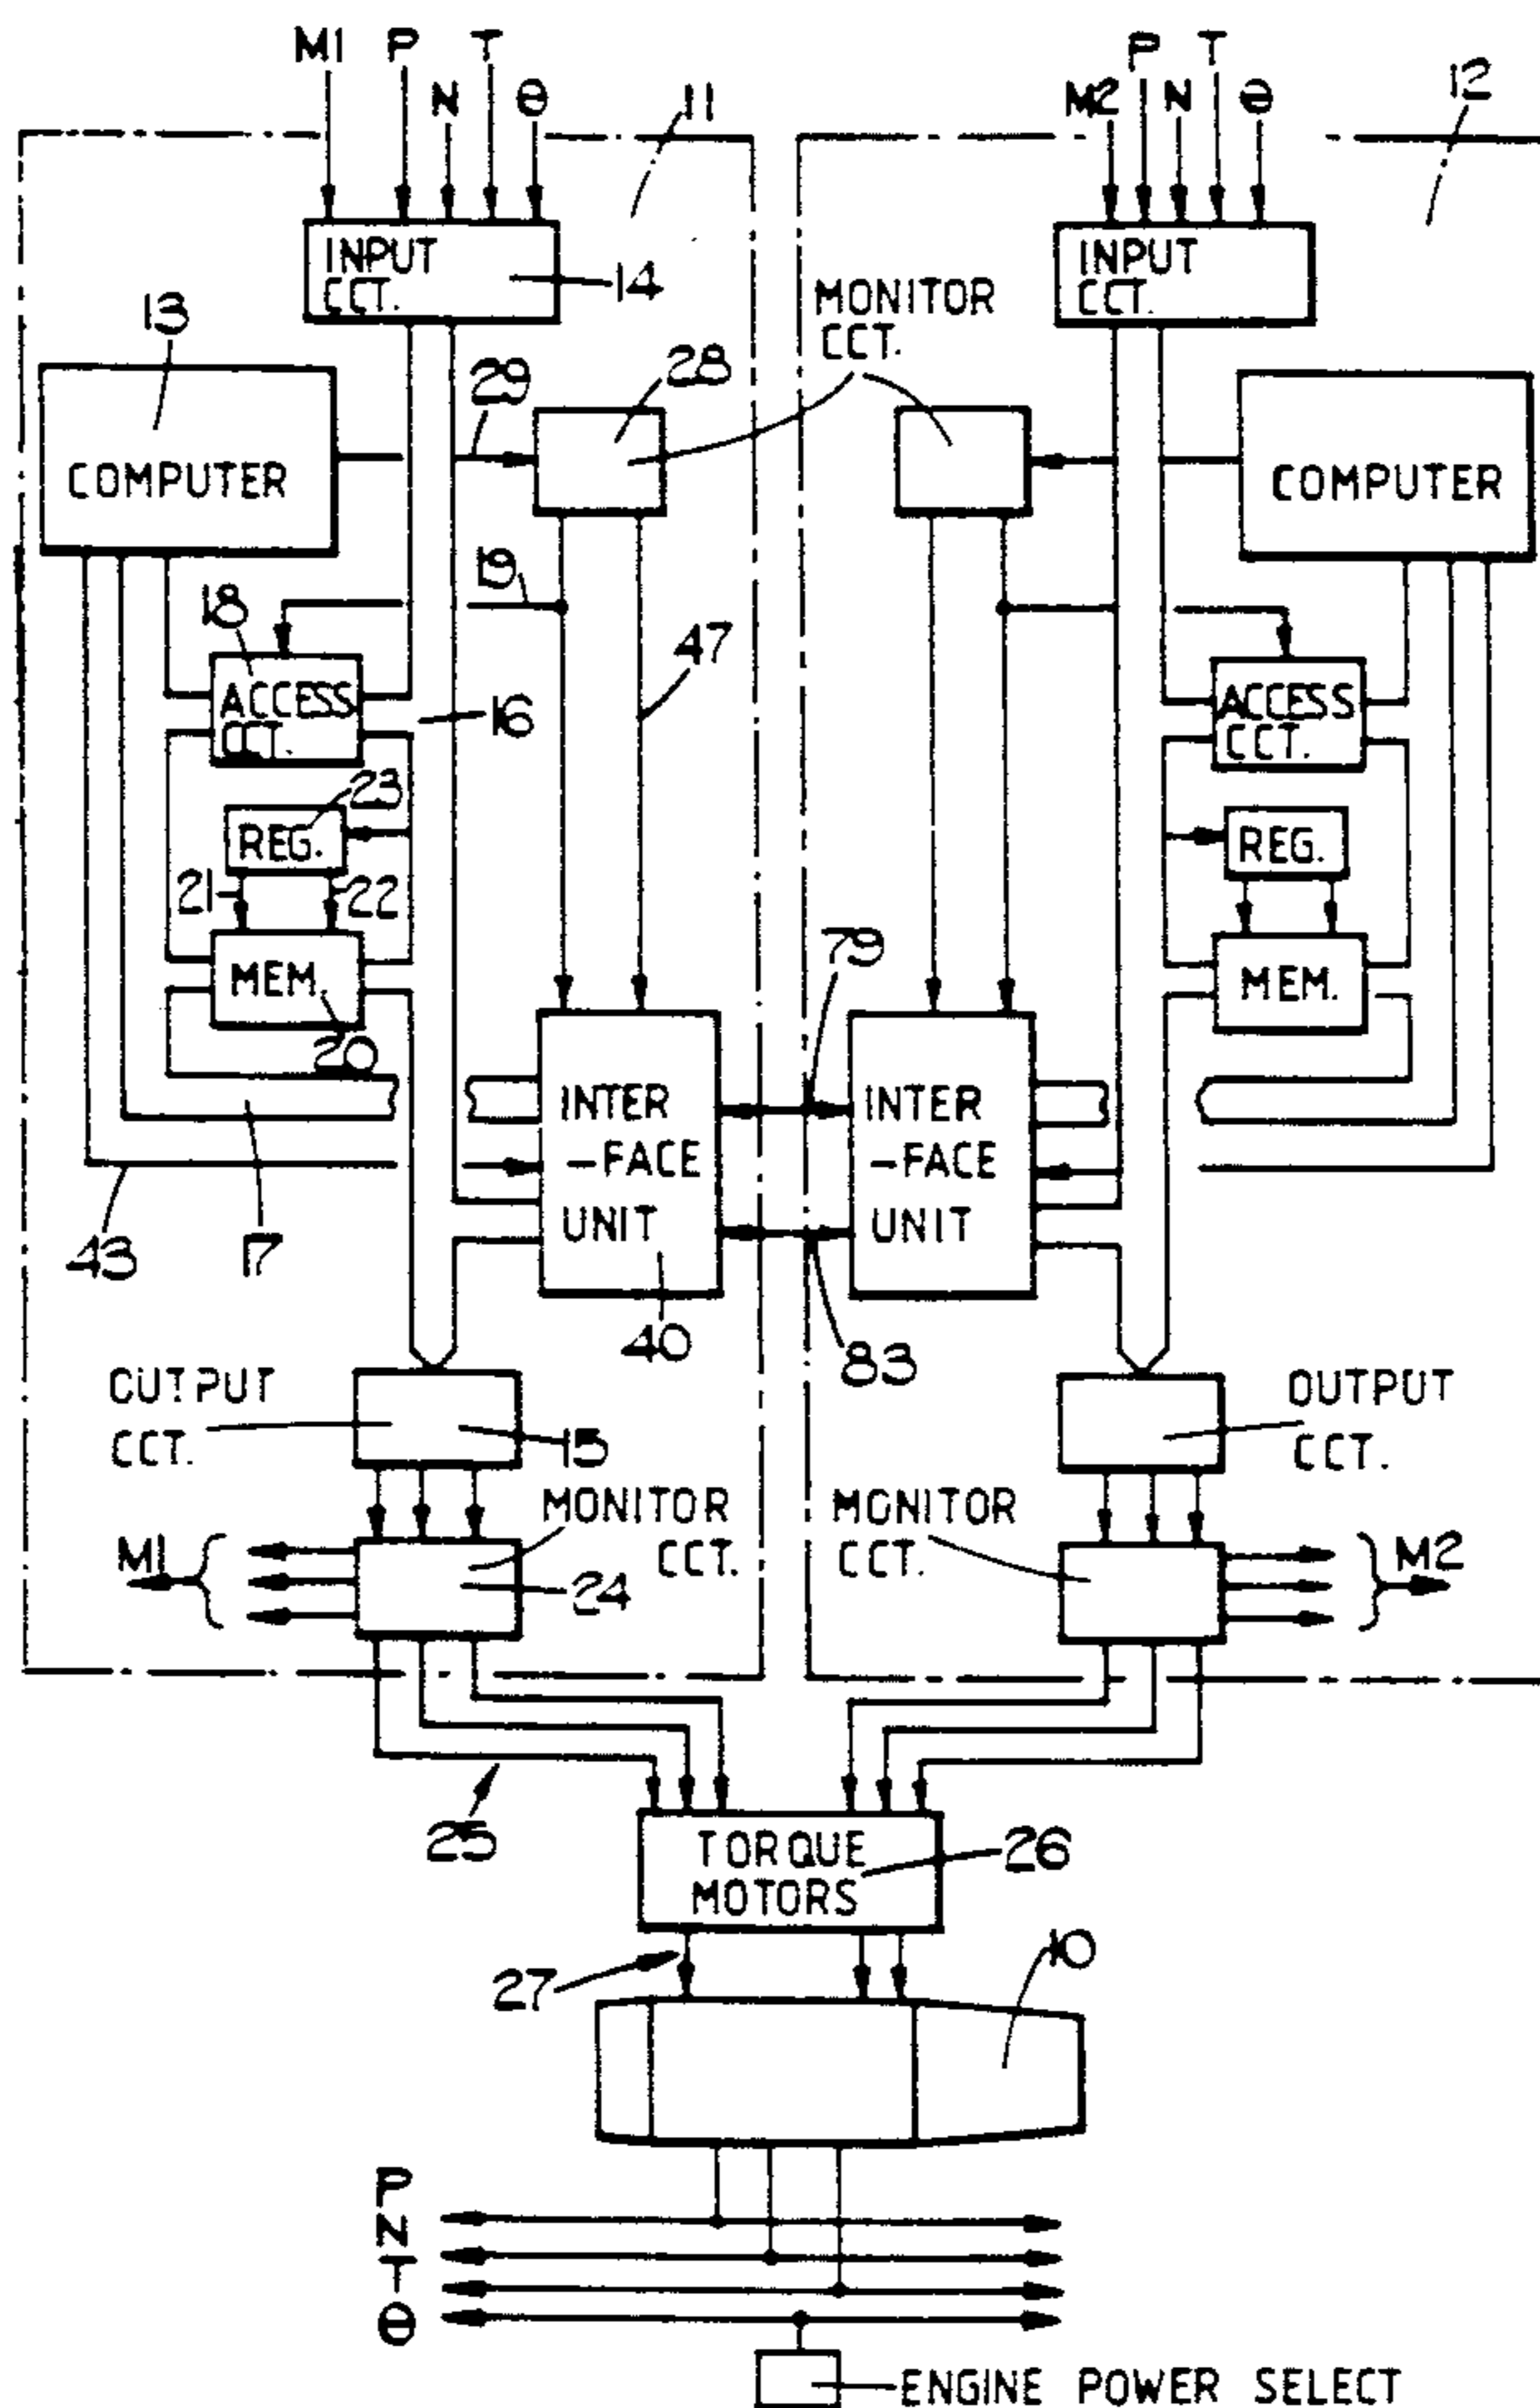 M1 P N T Θ 11
M2 P N T Θ 12
INPUT
CCT.
14
INPUT
CCT.
13
COMPUTER
29
28
MONITOR
CCT.
COMPUTER
19
18
ACCESS
CCT.
16
47
ACCESS
CCT.
23
REG.
21
22
REG.
MEM.
20
79
MEM.
INTER
-FACE
UNIT
40
INTER
-FACE
UNIT
43
17
83
OUTPUT
CCT.
15
OUTPUT
CCT.
MONITOR
CCT.
24
M1
MONITOR
CCT.
M2
25
TORQUE
MOTORS
26
27
10
P
N
T
Θ
ENGINE POWER SELECT